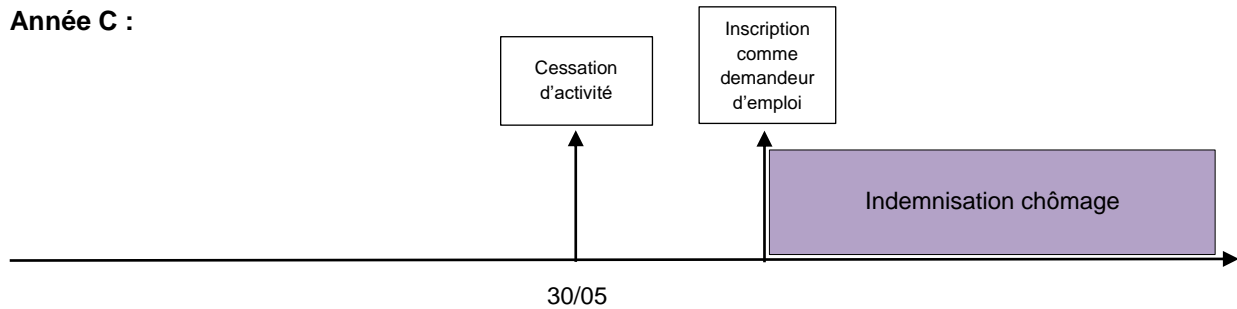 Année C :
Cessation
d'activité
Inscription
comme
demandeur
d'emploi
Indemnisation chômage
30/05